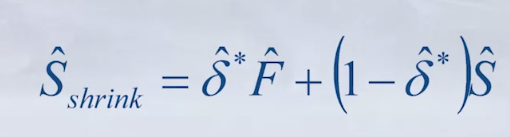 Ŝ_shrink = δ̂* F̂ + (1 − δ̂*) Ŝ